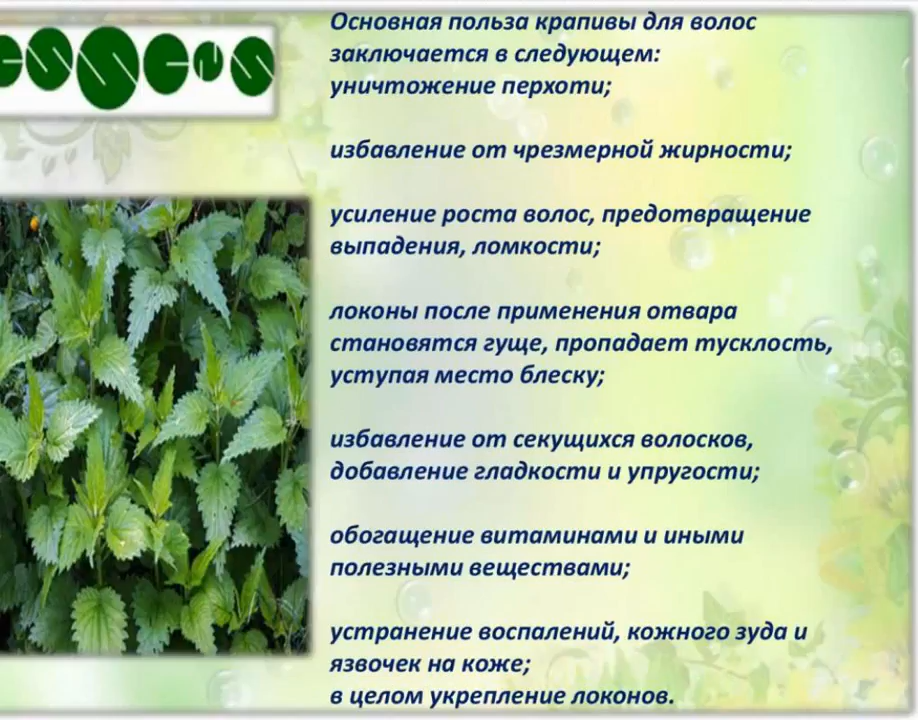 Основная польза крапивы для волос
заключается в следующем:
уничтожение перхоти;
избавление от чрезмерной жирности;
усиление роста волос, предотвращение
выпадения, ломкости;
локоны после применения отвара
становятся гуще, пропадает тусклость,
уступая место блеску;
избавление от секущихся волосков,
добавление гладкости и упругости;
обогащение витаминами и иными
полезными веществами;
устранение воспалений, кожного зуда и
язвочек на коже;
в целом укрепление локонов.